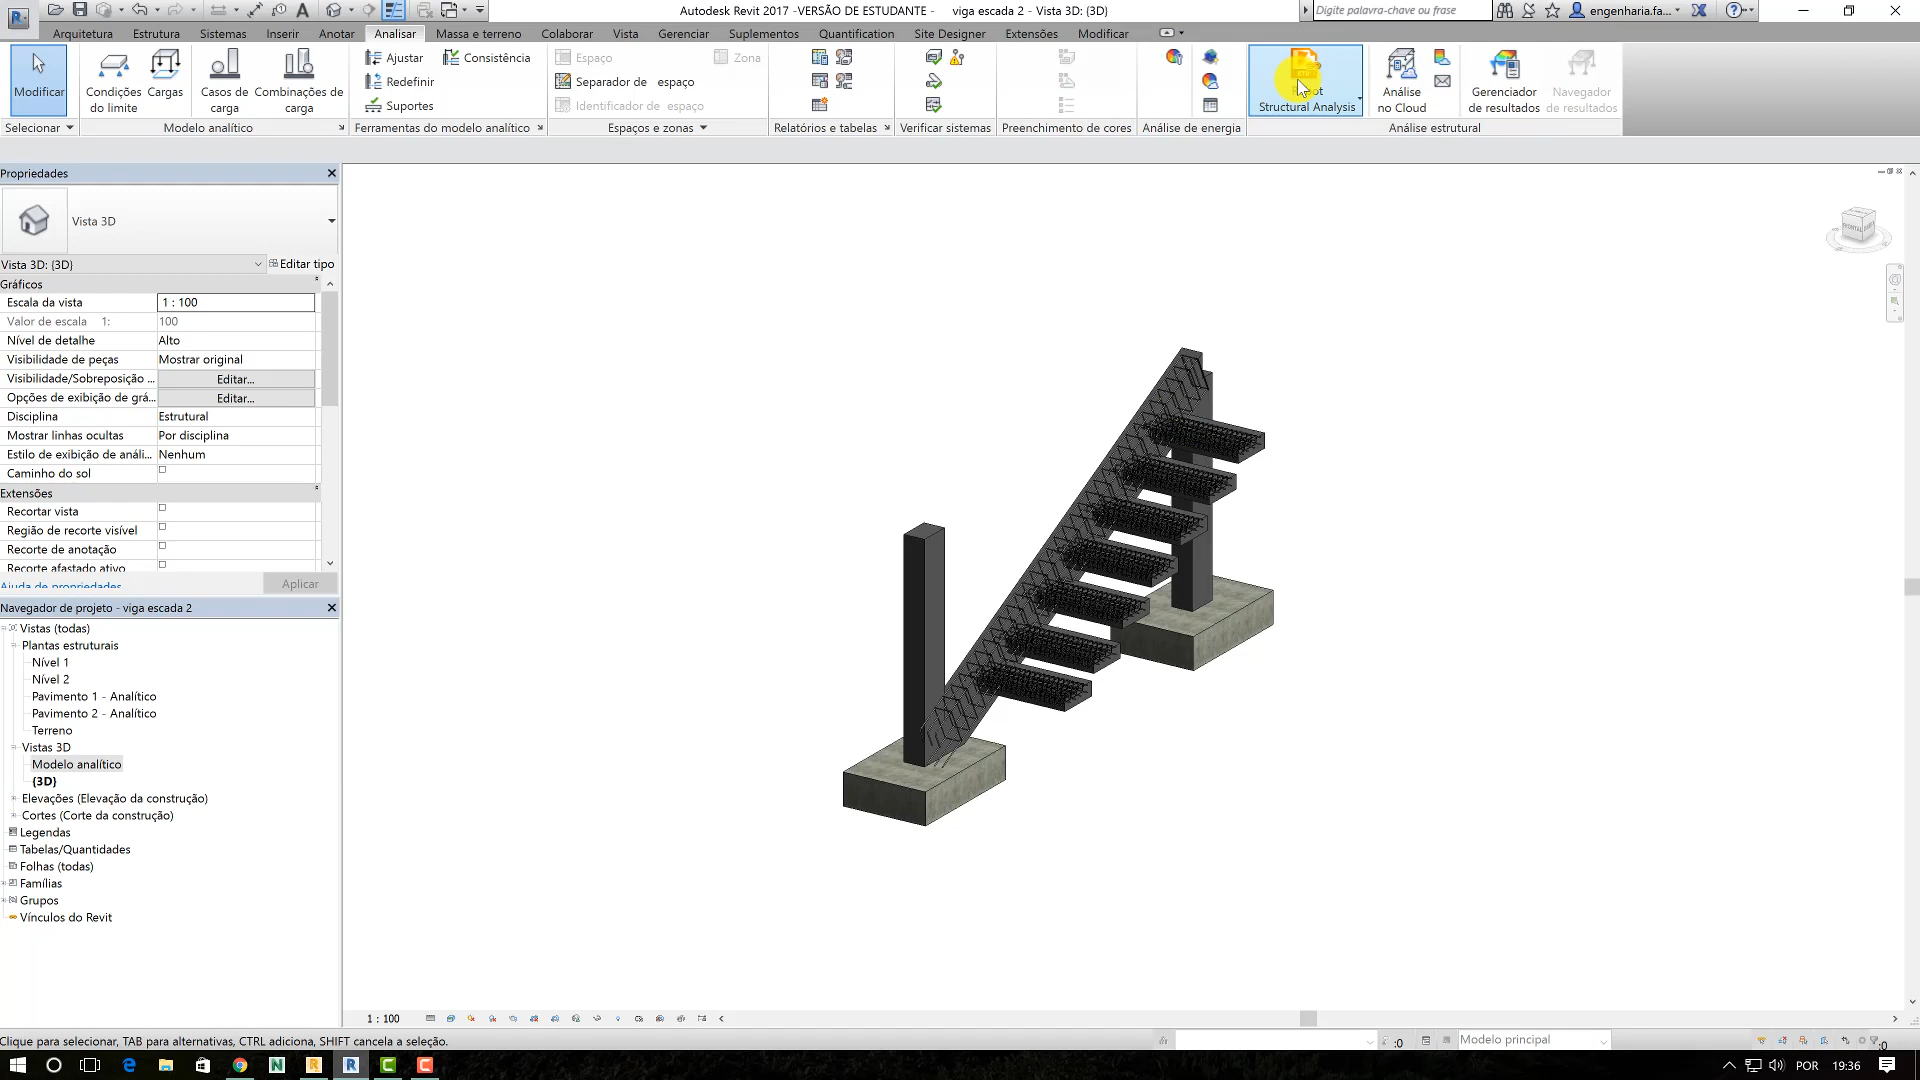 Autodesk Revit 2017 -VERSÃO DE ESTUDANTE - viga escada 2 - Vista 3D: {3D}
Digite palavra-chave ou frase
engenharia.fa...
Arquitetura Estrutura Sistemas Inserir Anotar Analisar Massa e terreno Colaborar Vista Gerenciar Suplementos Quantification Site Designer Extensões Modificar
Modificar
Condições do limite
Cargas
Casos de carga
Combinações de carga
Ajustar
Redefinir
Suportes
Consistência
Espaço
Separador de espaço
Identificador de espaço
Zona
Structural Analysis
Análise no Cloud
Gerenciador de resultados
Navegador de resultados
Selecionar
Modelo analítico
Ferramentas do modelo analítico
Espaços e zonas
Relatórios e tabelas
Verificar sistemas
Preenchimento de cores
Análise de energia
Análise estrutural
Propriedades
Vista 3D
Vista 3D: {3D}
Editar tipo
Gráficos
Escala da vista 1 : 100
Valor de escala 1: 100
Nível de detalhe Alto
Visibilidade de peças Mostrar original
Visibilidade/Sobreposição ... Editar...
Opções de exibição de grá... Editar...
Disciplina Estrutural
Mostrar linhas ocultas Por disciplina
Estilo de exibição de análi... Nenhum
Caminho do sol
Extensões
Recortar vista
Região de recorte visível
Recorte de anotação
Recorte afastado ativo
Ajuda de propriedades
Aplicar
Navegador de projeto - viga escada 2
Vistas (todas)
Plantas estruturais
Nível 1
Nível 2
Pavimento 1 - Analítico
Pavimento 2 - Analítico
Terreno
Vistas 3D
Modelo analítico
{3D}
Elevações (Elevação da construção)
Cortes (Corte da construção)
Legendas
Tabelas/Quantidades
Folhas (todas)
Famílias
Grupos
Vínculos do Revit
FRONTAL
1 : 100
Clique para selecionar, TAB para alternativas, CTRL adiciona, SHIFT cancela a seleção.
:0
Modelo principal
:0
POR
19:36